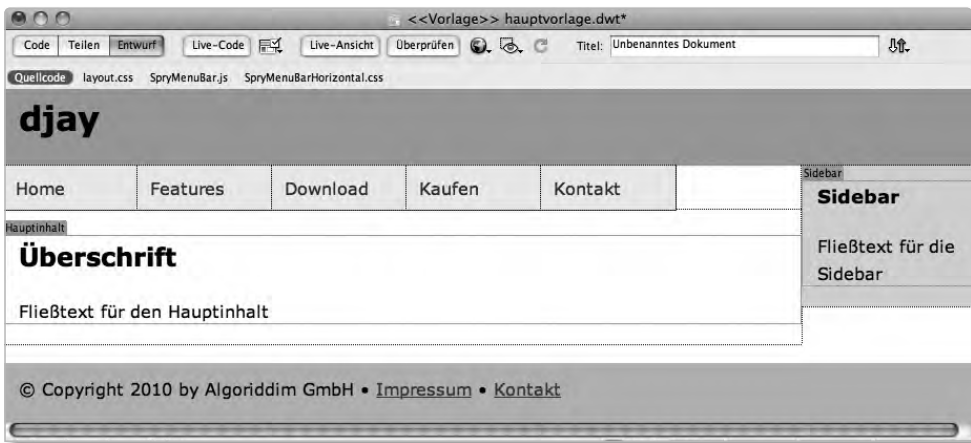 <<Vorlage>> hauptvorlage.dwt*
Code Teilen Entwurf Live-Code Live-Ansicht Überprüfen Titel: Unbenanntes Dokument
Quellcode layout.css SpryMenuBar.js SpryMenuBarHorizontal.css
djay
Home Features Download Kaufen Kontakt
Sidebar
Sidebar
Fließtext für die
Sidebar
Hauptinhalt
Überschrift
Fließtext für den Hauptinhalt
© Copyright 2010 by Algoriddim GmbH • Impressum • Kontakt